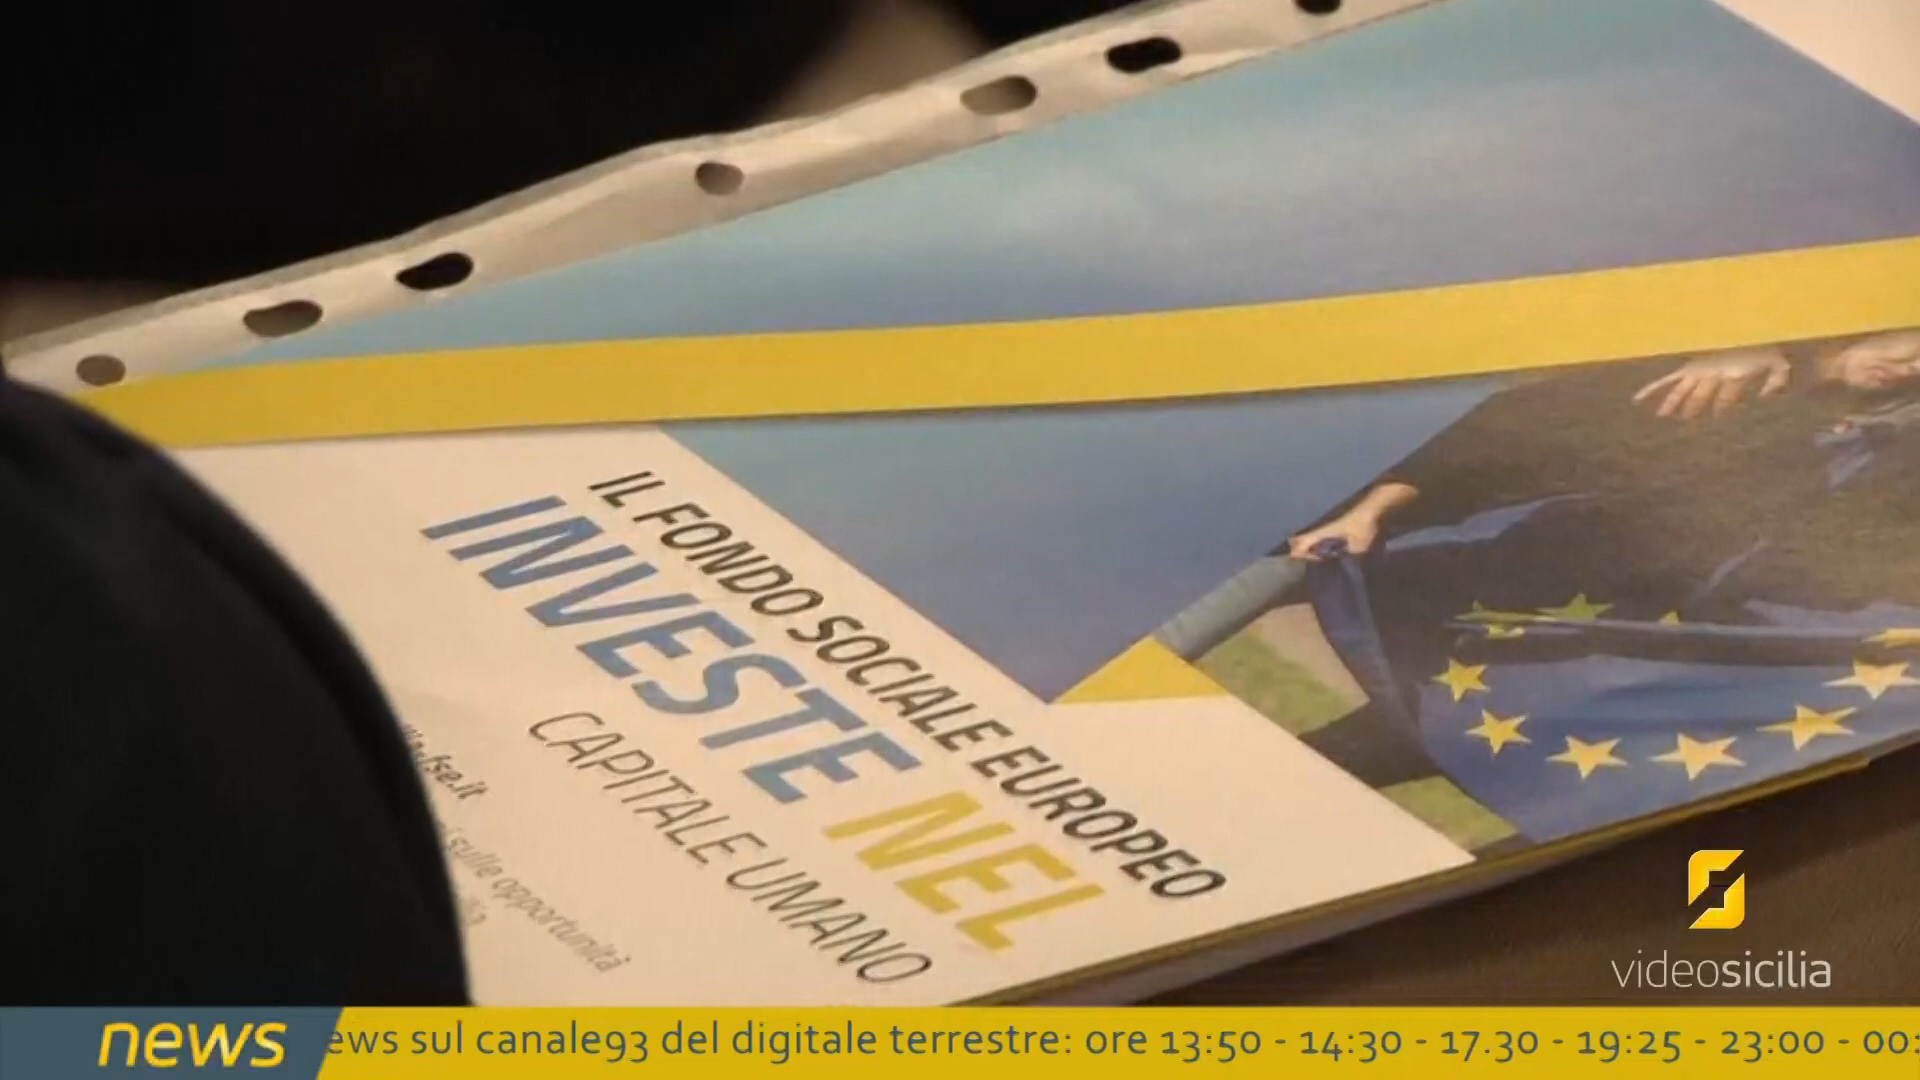 IL FONDO SOCIALE EUROPEO
INVESTE NEL
CAPITALE UMANO
fse.it
sulle opportunità
videosicilia
news
ews sul canale93 del digitale terrestre: ore 13:50 - 14:30 - 17.30 - 19:25 - 23:00 - 00: